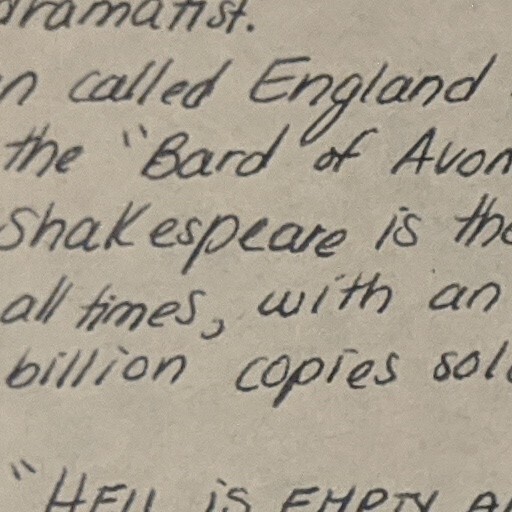 dramatist.
n called England
the "Bard of Avon
Shakespeare is the
all times, with an
billion copies sol
"HELL is EMPTY A